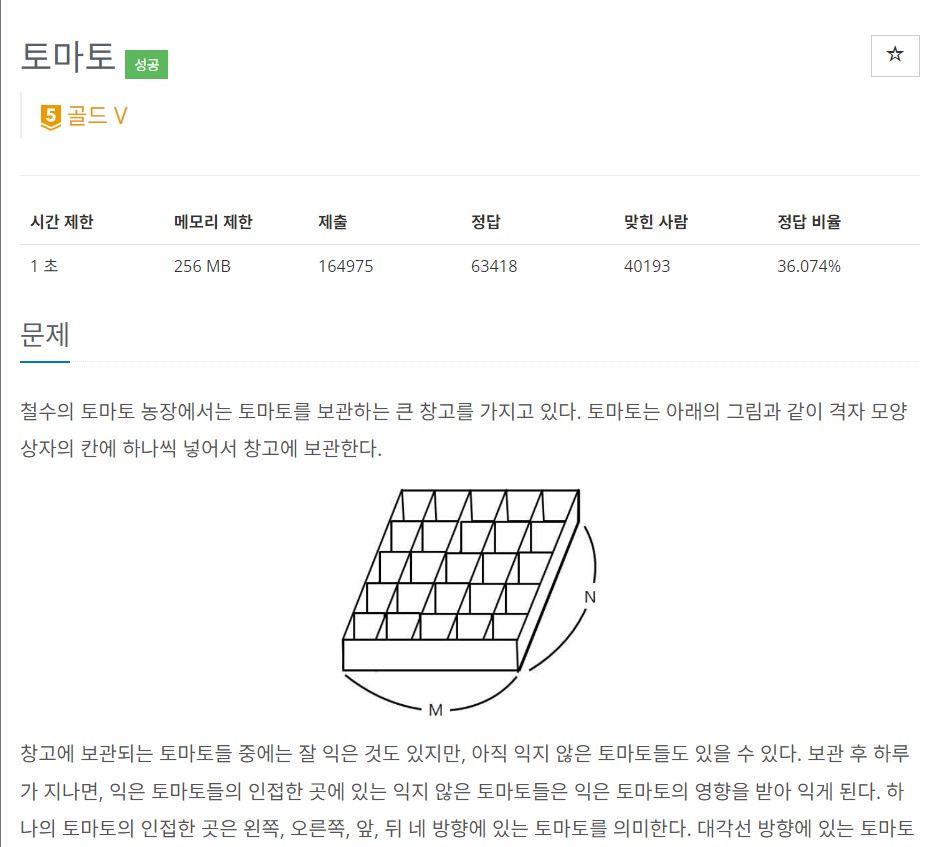 토마토 성공
☆
5 골드 V
시간 제한 메모리 제한 제출 정답 맞힌 사람 정답 비율
1 초 256 MB 164975 63418 40193 36.074%
문제
철수의 토마토 농장에서는 토마토를 보관하는 큰 창고를 가지고 있다. 토마토는 아래의 그림과 같이 격자 모양
상자의 칸에 하나씩 넣어서 창고에 보관한다.
N
M
창고에 보관되는 토마토들 중에는 잘 익은 것도 있지만, 아직 익지 않은 토마토들도 있을 수 있다. 보관 후 하루
가 지나면, 익은 토마토들의 인접한 곳에 있는 익지 않은 토마토들은 익은 토마토의 영향을 받아 익게 된다. 하
나의 토마토의 인접한 곳은 왼쪽, 오른쪽, 앞, 뒤 네 방향에 있는 토마토를 의미한다. 대각선 방향에 있는 토마토